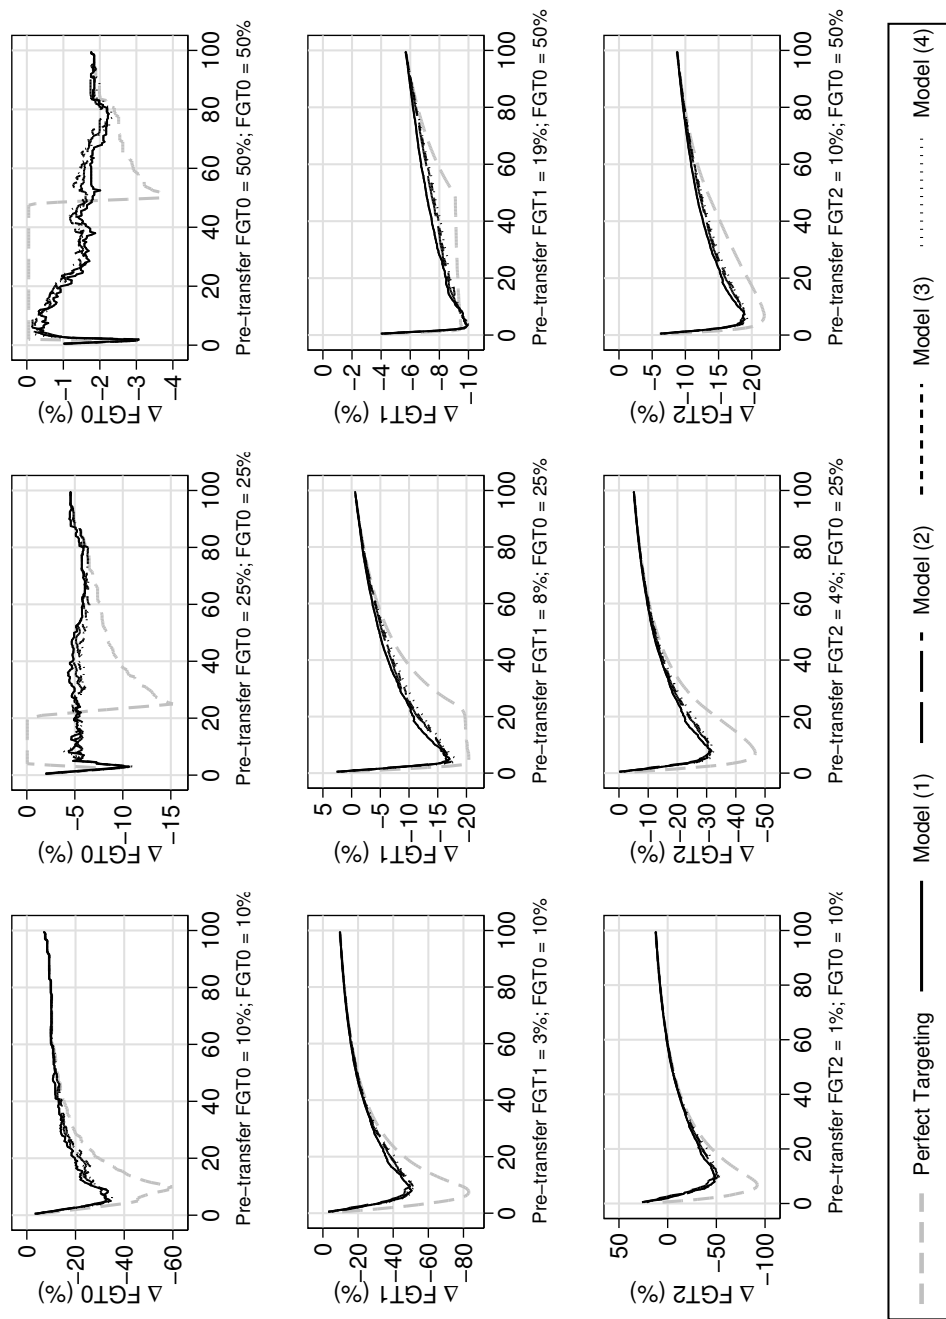 Δ FGT0 (%)
0
−20
−40
−60
0 20 40 60 80 100
Pre−transfer FGT0 = 10%; FGT0 = 10%
Δ FGT0 (%)
0
−5
−10
−15
0 20 40 60 80 100
Pre−transfer FGT0 = 25%; FGT0 = 25%
Δ FGT0 (%)
0
−1
−2
−3
−4
0 20 40 60 80 100
Pre−transfer FGT0 = 50%; FGT0 = 50%
Δ FGT1 (%)
0
−20
−40
−60
−80
0 20 40 60 80 100
Pre−transfer FGT1 = 3%; FGT0 = 10%
Δ FGT1 (%)
5
0
−5
−10
−15
−20
0 20 40 60 80 100
Pre−transfer FGT1 = 8%; FGT0 = 25%
Δ FGT1 (%)
0
−2
−4
−6
−8
−10
0 20 40 60 80 100
Pre−transfer FGT1 = 19%; FGT0 = 50%
Δ FGT2 (%)
50
0
−50
−100
0 20 40 60 80 100
Pre−transfer FGT2 = 1%; FGT0 = 10%
Δ FGT2 (%)
0
−10
−20
−30
−40
−50
0 20 40 60 80 100
Pre−transfer FGT2 = 4%; FGT0 = 25%
Δ FGT2 (%)
0
−5
−10
−15
−20
0 20 40 60 80 100
Pre−transfer FGT2 = 10%; FGT0 = 50%
Perfect Targeting Model (1) Model (2) Model (3) Model (4)